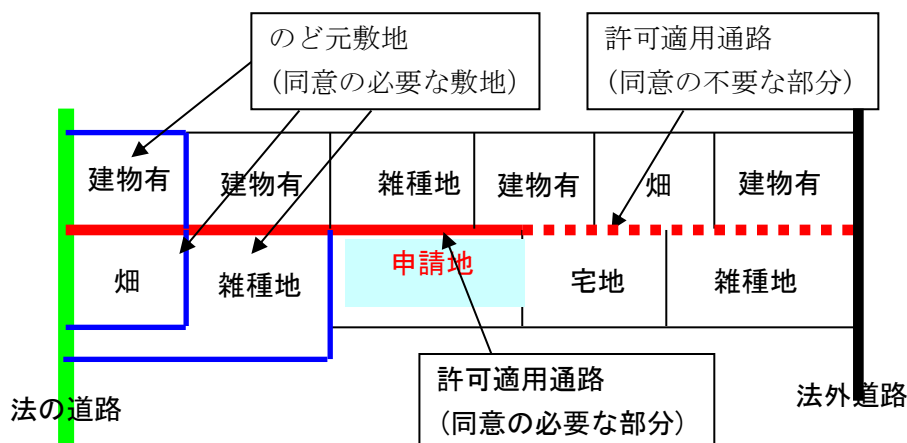 のど元敷地
(同意の必要な敷地)
許可適用通路
(同意の不要な部分)
建物有
建物有
雑種地
建物有
畑
建物有
畑
雑種地
申請地
宅地
雑種地
法の道路
許可適用通路
(同意の必要な部分)
法外道路